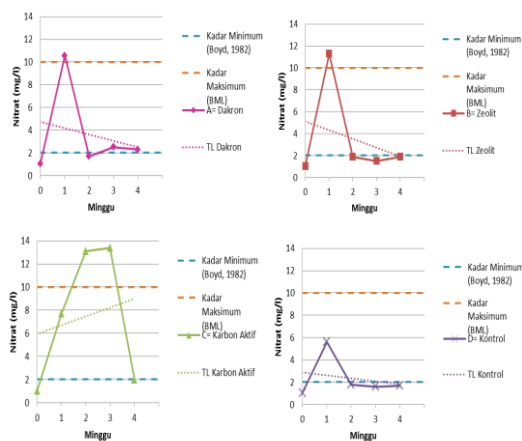 14
12
10
8
6
4
2
0
Nitrat (mg/l)
0 1 2 3 4
Minggu
Kadar Minimum
(Boyd, 1982)
Kadar
Maksimum
(BML)
A= Dakron
TL Dakron
14
12
10
8
6
4
2
0
Nitrat (mg/l)
0 1 2 3 4
Minggu
Kadar Minimum
(Boyd, 1982)
Kadar
Maksimum
(BML)
B= Zeolit
TL Zeolit
14
12
10
8
6
4
2
0
Nitrat (mg/l)
0 1 2 3 4
Minggu
Kadar Minimum
(Boyd, 1982)
Kadar
Maksimum
(BML)
C= Karbon Aktif
TL Karbon Aktif
14
12
10
8
6
4
2
0
Nitrat (mg/l)
0 1 2 3 4
Minggu
Kadar Minimum
(Boyd, 1982)
Kadar
Maksimum
(BML)
D= Kontrol
TL Kontrol